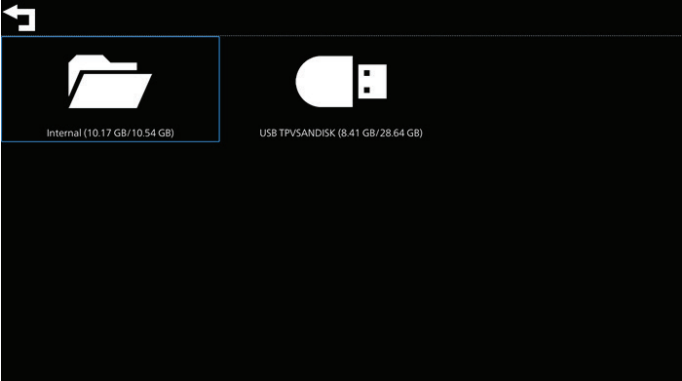 Internal (10.17 GB/10.54 GB)
USB TPVSANDISK (8.41 GB/28.64 GB)